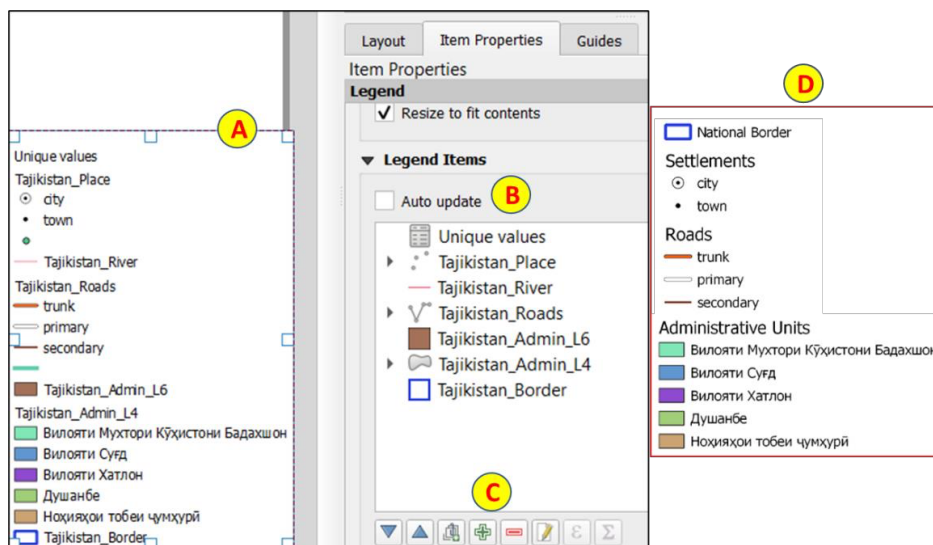 A
Unique values
Tajikistan_Place
city
town
Tajikistan_River
Tajikistan_Roads
trunk
primary
secondary
Tajikistan_Admin_L6
Tajikistan_Admin_L4
Вилояти Мухтори Кӯҳистони Бадахшон
Вилояти Суғд
Вилояти Хатлон
Душанбе
Ноҳияҳои тобеи ҷумҳурӣ
Tajikistan_Border
Layout
Item Properties
Guides
Item Properties
Legend
Resize to fit contents
Legend Items
Auto update
B
Unique values
Tajikistan_Place
Tajikistan_River
Tajikistan_Roads
Tajikistan_Admin_L6
Tajikistan_Admin_L4
Tajikistan_Border
C
ε
Σ
D
National Border
Settlements
city
town
Roads
trunk
primary
secondary
Administrative Units
Вилояти Мухтори Кӯҳистони Бадахшон
Вилояти Суғд
Вилояти Хатлон
Душанбе
Ноҳияҳои тобеи ҷумҳурӣ